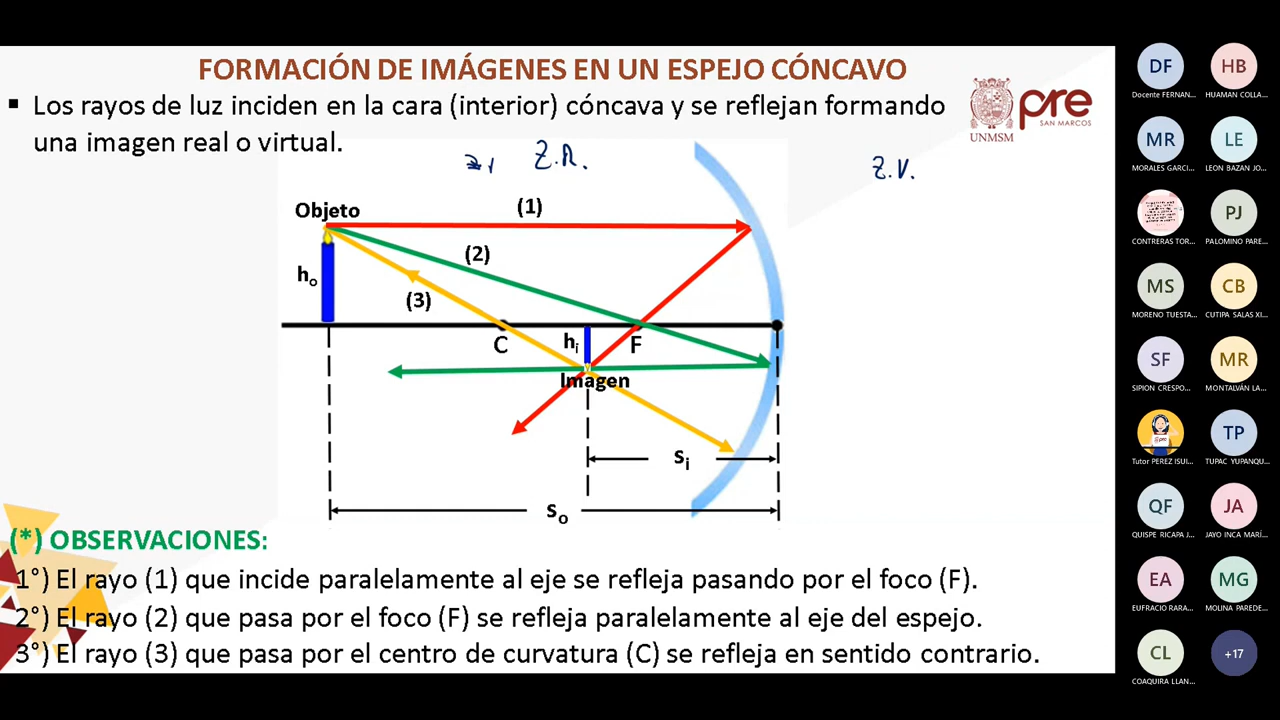 FORMACIÓN DE IMÁGENES EN UN ESPEJO CÓNCAVO
▪ Los rayos de luz inciden en la cara (interior) cóncava y se reflejan formando
una imagen real o virtual.
UNMSM
pre
SAN MARCOS
Z.R.
Z.V.
Objeto
(1)
(2)
(3)
ho
C
hi
F
Imagen
si
so
(*) OBSERVACIONES:
1°) El rayo (1) que incide paralelamente al eje se refleja pasando por el foco (F).
2°) El rayo (2) que pasa por el foco (F) se refleja paralelamente al eje del espejo.
3°) El rayo (3) que pasa por el centro de curvatura (C) se refleja en sentido contrario.
DF
Docente FERNAN...
HB
HUAMAN COLLA...
MR
MORALES GARCI...
LE
LEON BAZAN JO...
CONTRERAS TOR...
PJ
PALOMINO PARE...
MS
MORENO TUESTA...
CB
CUTIPA SALAS XI...
SF
SIPION CRESPO...
MR
MONTALVÁN LA...
Tutor PEREZ ISUI...
TP
TUPAC YUPANQU...
QF
QUISPE RICAPA J...
JA
JAYO INCA MARÍ...
EA
EUFRACIO RARA...
MG
MOLINA PAREDE...
CL
COAQUIRA LLAN...
+17